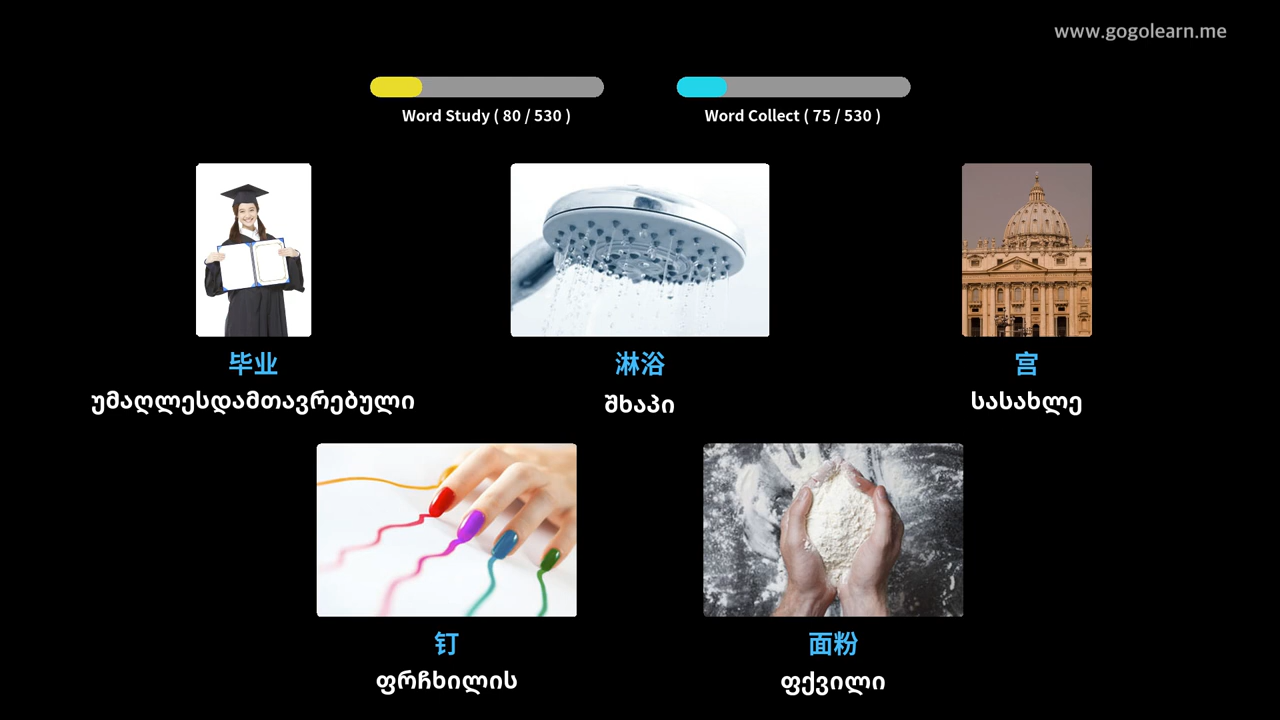 www.gogolearn.me
Word Study ( 80 / 530 )
Word Collect ( 75 / 530 )
毕业
უმაღლესდამთავრებული
淋浴
შხაპი
宫
სასახლე
钉
ფრჩხილის
面粉
ფქვილი